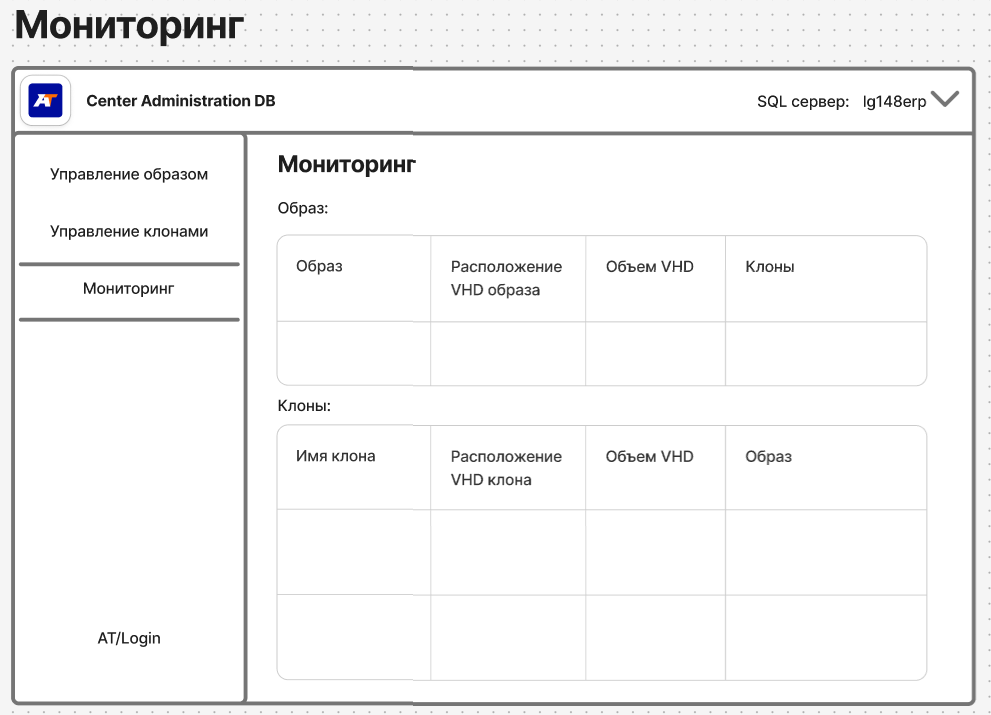 Мониторинг
AT
Center Administration DB
SQL сервер: lg148erp
Управление образом
Управление клонами
Мониторинг
AT/Login
Мониторинг
Образ:
Образ
Расположение
VHD образа
Объем VHD
Клоны
Клоны:
Имя клона
Расположение
VHD клона
Объем VHD
Образ